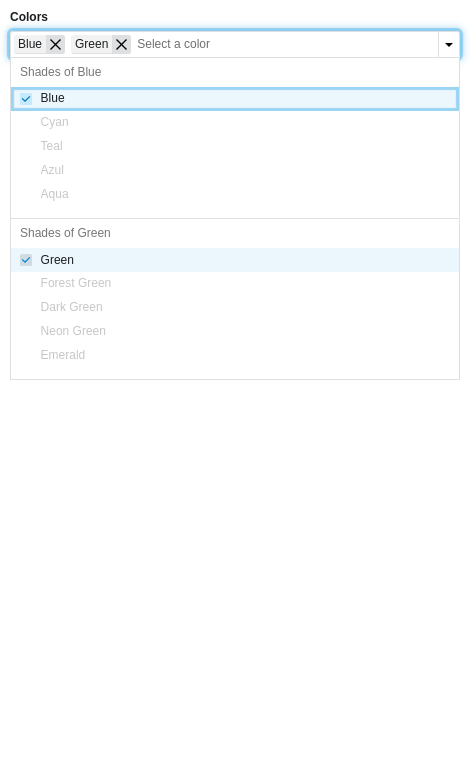 Colors
Blue Green Select a color
Shades of Blue
Blue
Cyan
Teal
Azul
Aqua
Shades of Green
Green
Forest Green
Dark Green
Neon Green
Emerald